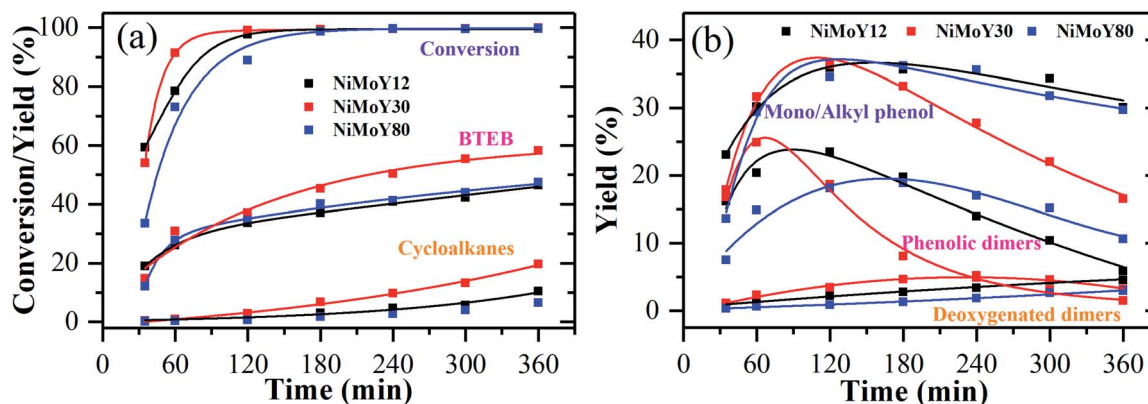 (a)
Conversion/Yield (%)
100
80
60
40
20
0
Conversion
NiMoY12
NiMoY30
NiMoY80
BTEB
Cycloalkanes
0 60 120 180 240 300 360
Time (min)
(b)
Yield (%)
40
30
20
10
0
NiMoY12 NiMoY30 NiMoY80
Mono/Alkyl phenol
Phenolic dimers
Deoxygenated dimers
0 60 120 180 240 300 360
Time (min)